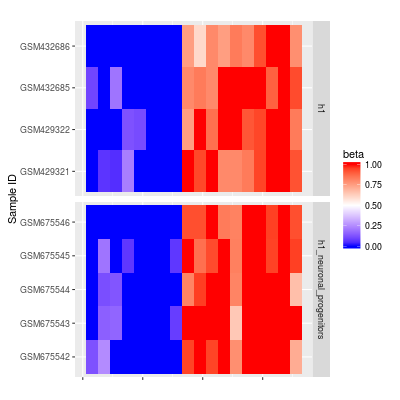 Sample ID
GSM432686
GSM432685
GSM429322
GSM429321
h1
GSM675546
GSM675545
GSM675544
GSM675543
GSM675542
h1_neuronal_progenitors
beta
1.00
0.75
0.50
0.25
0.00